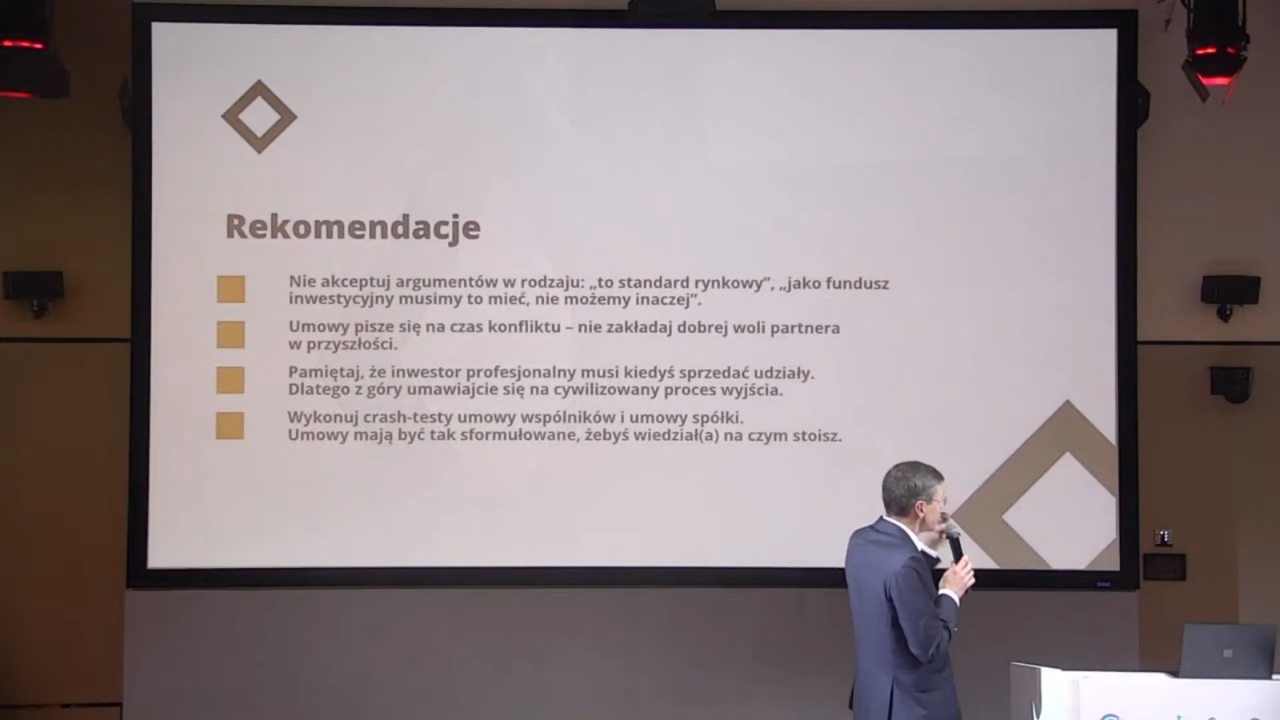 Rekomendacje
Nie akceptuj argumentów w rodzaju: „to standard rynkowy”, „jako fundusz
inwestycyjny musimy to mieć, nie możemy inaczej”.
Umowy pisze się na czas konfliktu – nie zakładaj dobrej woli partnera
w przyszłości.
Pamiętaj, że inwestor profesjonalny musi kiedyś sprzedać udziały.
Dlatego z góry umawiajcie się na cywilizowany proces wyjścia.
Wykonuj crash-testy umowy wspólników i umowy spółki.
Umowy mają być tak sformułowane, żebyś wiedział(a) na czym stoisz.